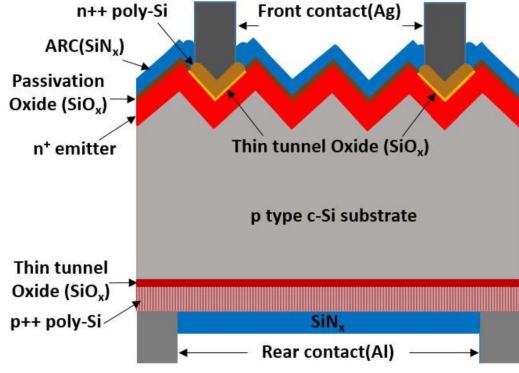 n++ poly-Si
Front contact(Ag)
ARC(SiNₓ)
Passivation
Oxide (SiOₓ)
n⁺ emitter
Thin tunnel Oxide (SiOₓ)
p type c-Si substrate
Thin tunnel
Oxide (SiOₓ)
p++ poly-Si
SiNₓ
Rear contact(Al)